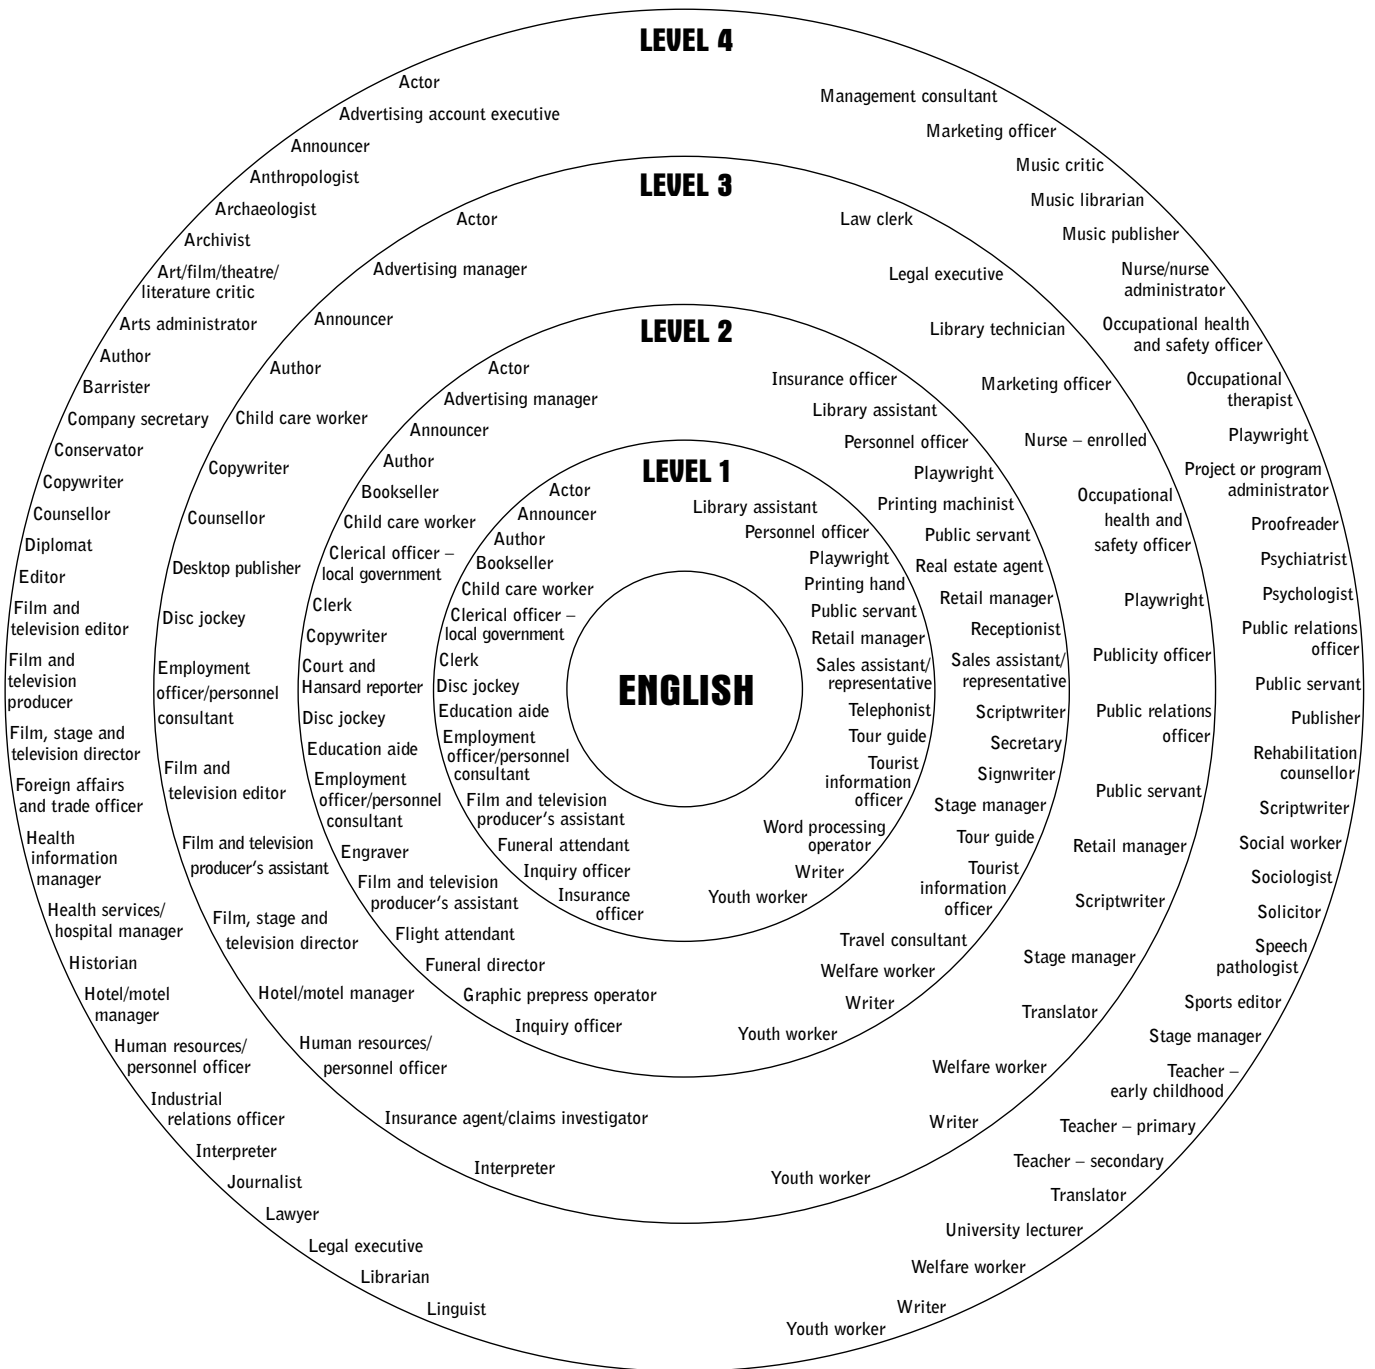 LEVEL 4
Actor
Advertising account executive
Announcer
Anthropologist
Archaeologist
Archivist
Art/film/theatre/
literature critic
Arts administrator
Author
Barrister
Company secretary
Conservator
Copywriter
Counsellor
Diplomat
Editor
Film and
television editor
Film and
television
producer
Film, stage and
television director
Foreign affairs
and trade officer
Health
information
manager
Health services/
hospital manager
Historian
Hotel/motel
manager
Human resources/
personnel officer
Industrial
relations officer
Interpreter
Journalist
Lawyer
Legal executive
Librarian
Linguist
Management consultant
Marketing officer
Music critic
Music librarian
Music publisher
Nurse/nurse
administrator
Occupational health
and safety officer
Occupational
therapist
Playwright
Project or program
administrator
Proofreader
Psychiatrist
Psychologist
Public relations
officer
Public servant
Publisher
Rehabilitation
counsellor
Scriptwriter
Social worker
Sociologist
Solicitor
Speech
pathologist
Sports editor
Stage manager
Teacher –
early childhood
Teacher – primary
Teacher – secondary
Translator
University lecturer
Welfare worker
Writer
Youth worker
LEVEL 3
Actor
Advertising manager
Announcer
Author
Child care worker
Copywriter
Counsellor
Desktop publisher
Disc jockey
Employment
officer/personnel
consultant
Film and
television editor
Film and television
producer's assistant
Film, stage and
television director
Hotel/motel manager
Human resources/
personnel officer
Insurance agent/claims investigator
Interpreter
Law clerk
Legal executive
Library technician
Marketing officer
Nurse – enrolled
Occupational
health and
safety officer
Playwright
Publicity officer
Public relations
officer
Public servant
Retail manager
Scriptwriter
Stage manager
Translator
Welfare worker
Writer
Youth worker
LEVEL 2
Actor
Advertising manager
Announcer
Author
Bookseller
Child care worker
Clerical officer –
local government
Clerk
Copywriter
Court and
Hansard reporter
Disc jockey
Education aide
Employment
officer/personnel
consultant
Engraver
Film and television
producer's assistant
Flight attendant
Funeral director
Graphic prepress operator
Inquiry officer
Insurance officer
Library assistant
Personnel officer
Playwright
Printing machinist
Public servant
Real estate agent
Retail manager
Receptionist
Sales assistant/
representative
Scriptwriter
Secretary
Signwriter
Stage manager
Tour guide
Tourist
information
officer
Travel consultant
Welfare worker
Writer
Youth worker
LEVEL 1
Actor
Announcer
Author
Bookseller
Child care worker
Clerical officer –
local government
Clerk
Disc jockey
Education aide
Employment
officer/personnel
consultant
Film and television
producer's assistant
Funeral attendant
Inquiry officer
Insurance
officer
Library assistant
Personnel officer
Playwright
Printing hand
Public servant
Retail manager
Sales assistant/
representative
Telephonist
Tour guide
Tourist
information
officer
Word processing
operator
Writer
Youth worker
ENGLISH